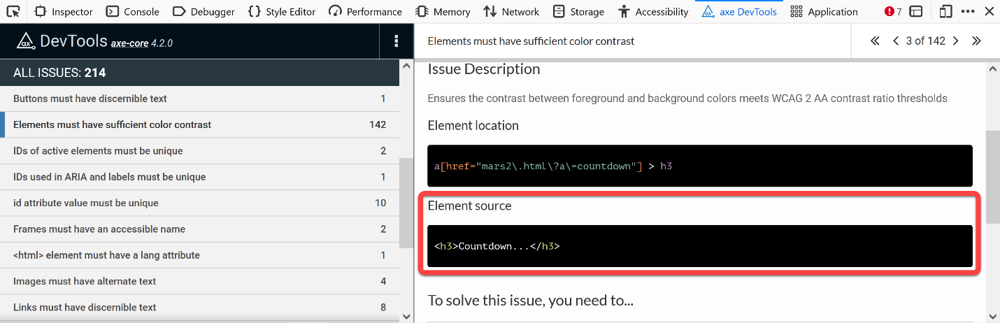 Inspector Console Debugger Style Editor Performance Memory Network Storage Accessibility axe DevTools Application 7
DevTools axe-core 4.2.0
ALL ISSUES: 214
Buttons must have discernible text 1
Elements must have sufficient color contrast 142
IDs of active elements must be unique 2
IDs used in ARIA and labels must be unique 1
id attribute value must be unique 10
Frames must have an accessible name 2
<html> element must have a lang attribute 1
Images must have alternate text 4
Links must have discernible text 8
Elements must have sufficient color contrast
3 of 142
Issue Description
Ensures the contrast between foreground and background colors meets WCAG 2 AA contrast ratio thresholds
Element location
a[href="mars2\.html\?a\=countdown"] > h3
Element source
<h3>Countdown...</h3>
To solve this issue, you need to...